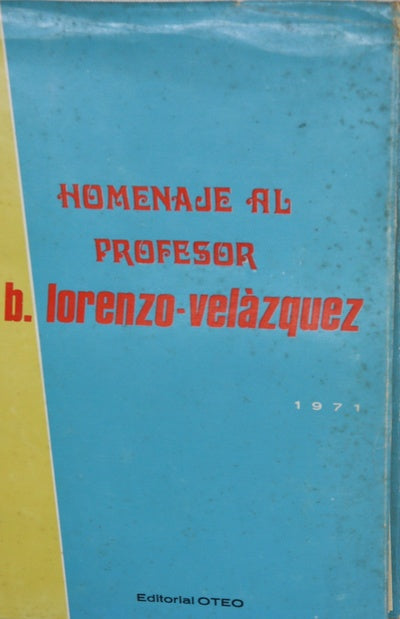 HOMENAJE AL
PROFESOR
b. lorenzo-velàzquez
1971
Editorial OTEO